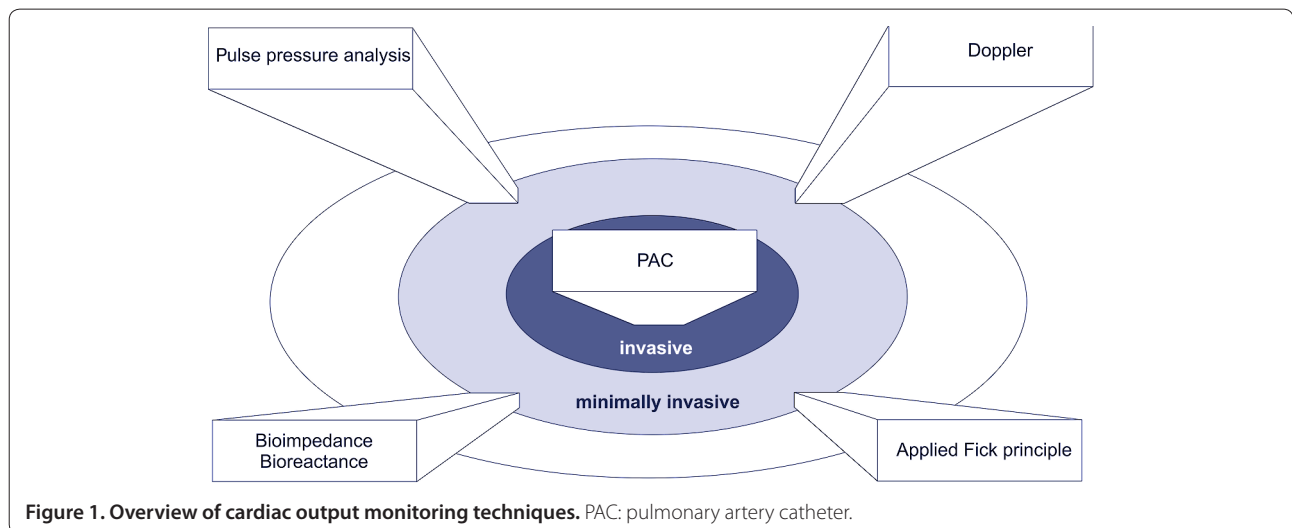 Pulse pressure analysis
Doppler
PAC
invasive
minimally invasive
Bioimpedance
Bioreactance
Applied Fick principle
Figure 1. Overview of cardiac output monitoring techniques. PAC: pulmonary artery catheter.